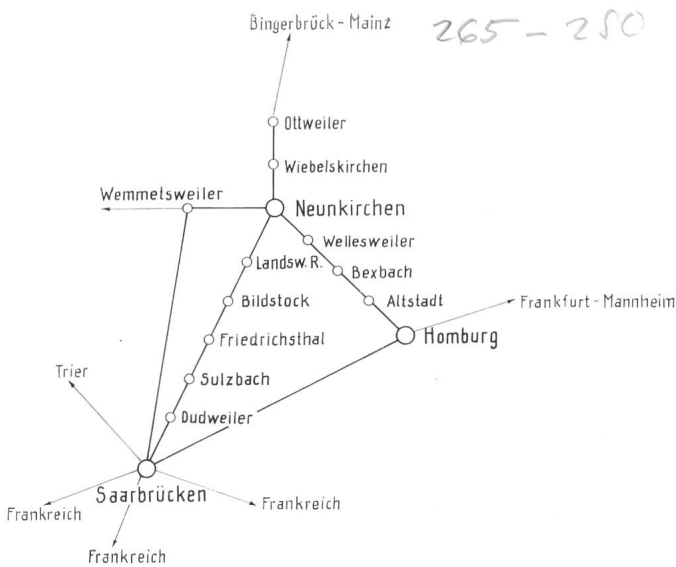 Bingerbrück - Mainz
265 - 280
Ottweiler
Wiebelskirchen
Wemmetsweiler
Neunkirchen
Wellesweiler
Landsw. R.
Bexbach
Bildstock
Altstadt
Frankfurt - Mannheim
Friedrichsthal
Homburg
Trier
Sulzbach
Dudweiler
Saarbrücken
Frankreich
Frankreich
Frankreich